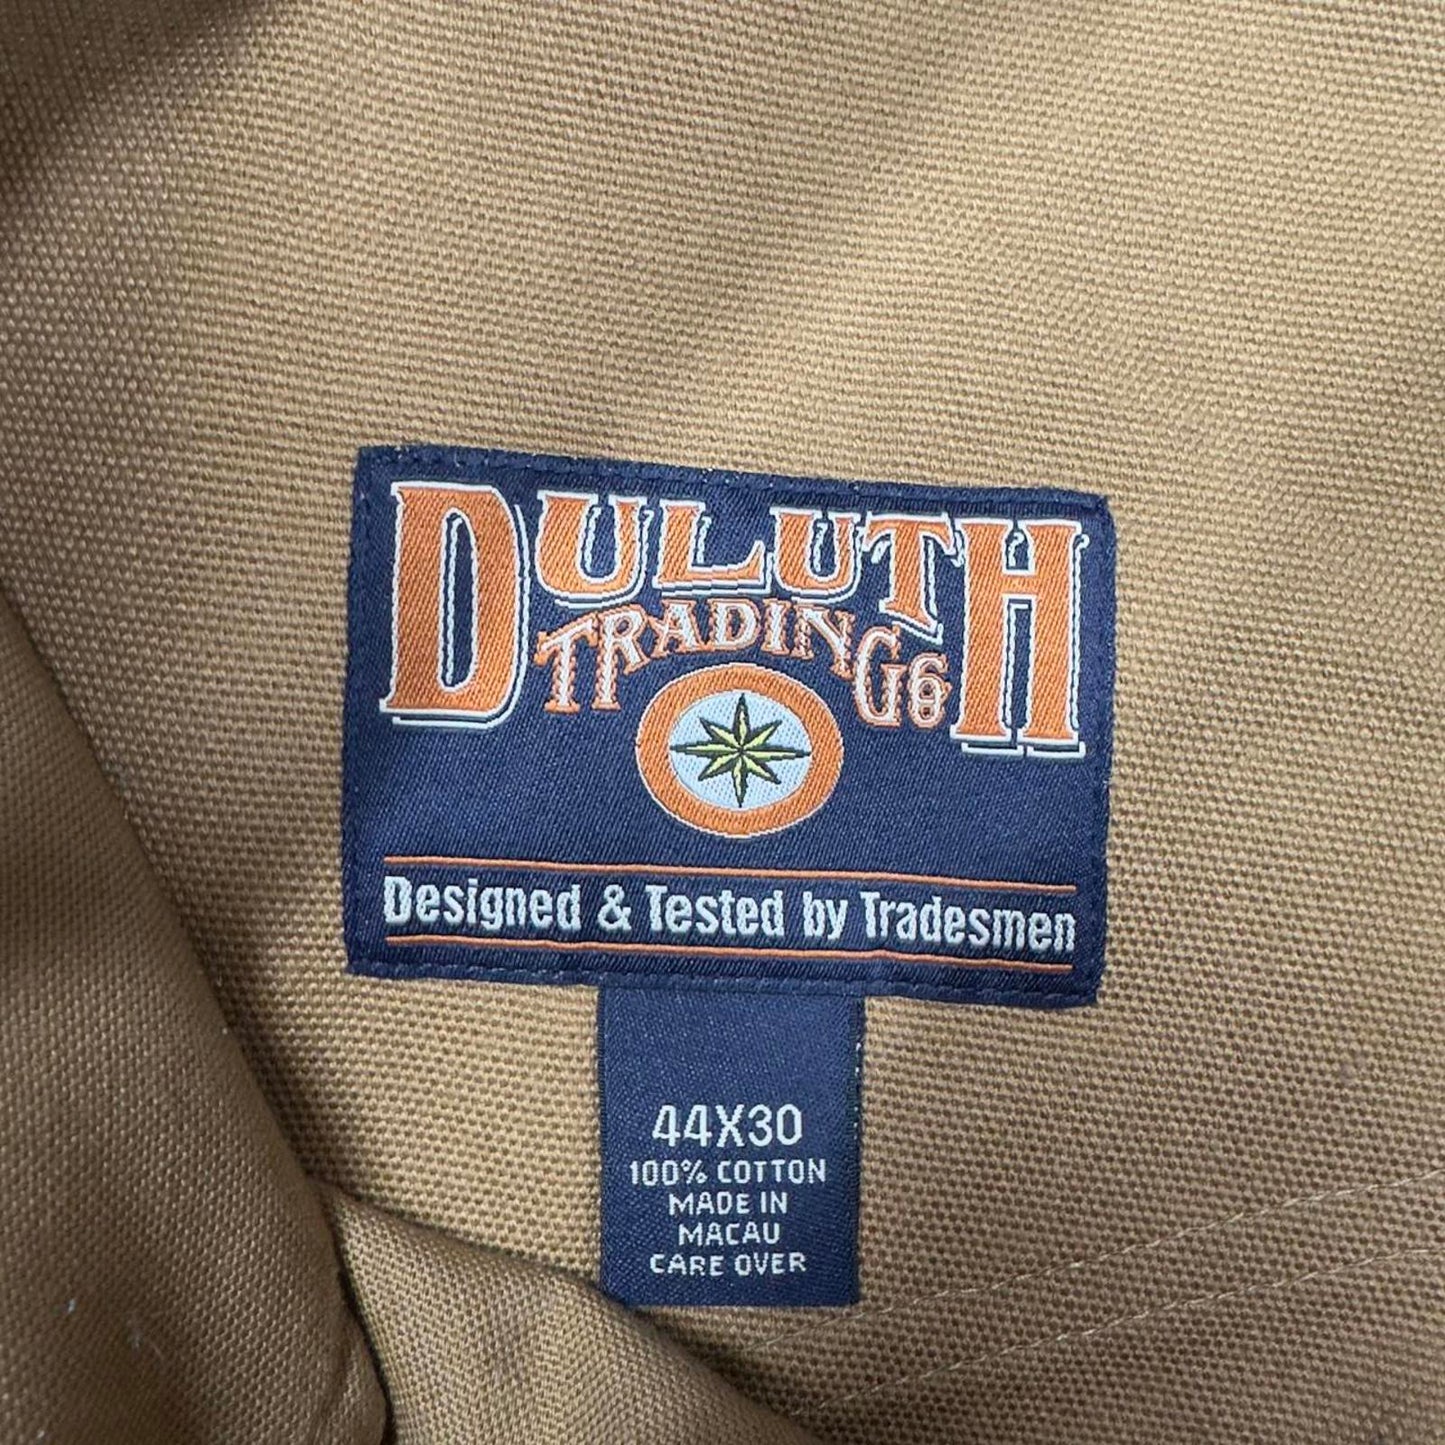 DULUTH
TRADING Co
Designed & Tested by Tradesmen
44X30
100% COTTON
MADE IN
MACAU
CARE OVER